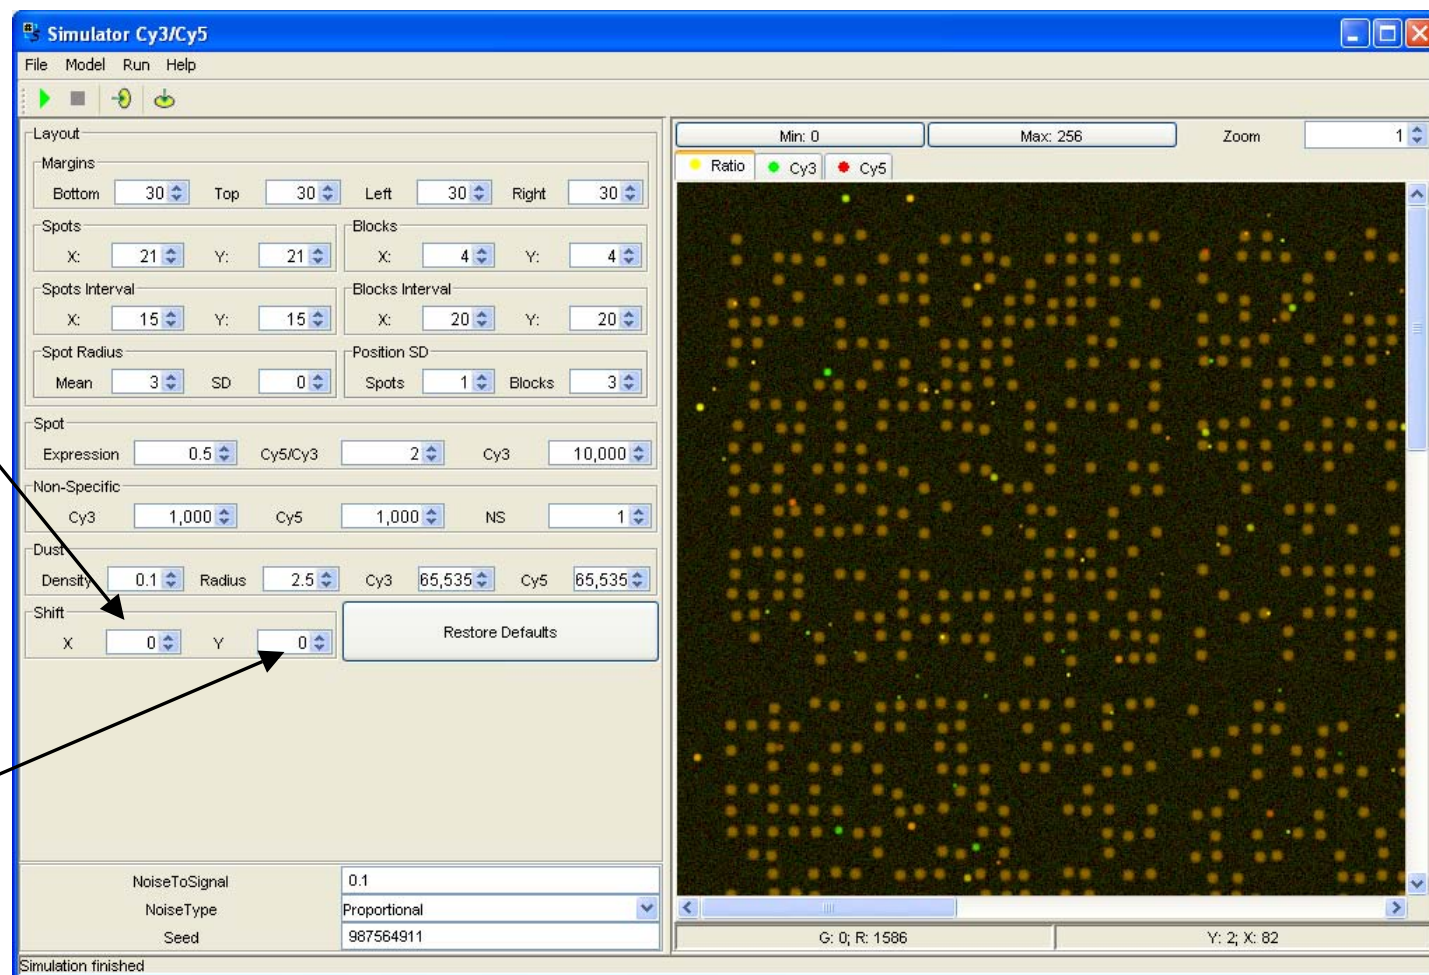 Simulator Cy3/Cy5
File Model Run Help
Layout
Margins
Bottom 30 Top 30 Left 30 Right 30
Spots
X: 21 Y: 21
Blocks
X: 4 Y: 4
Spots Interval
X: 15 Y: 15
Blocks Interval
X: 20 Y: 20
Spot Radius
Mean 3 SD 0
Position SD
Spots 1 Blocks 3
Spot
Expression 0.5 Cy5/Cy3 2 Cy3 10,000
Non-Specific
Cy3 1,000 Cy5 1,000 NS 1
Dust
Density 0.1 Radius 2.5 Cy3 65,535 Cy5 65,535
Shift
X 0 Y 0
Restore Defaults
NoiseToSignal 0.1
NoiseType Proportional
Seed 987564911
Simulation finished
Min: 0 Max: 256 Zoom 1
Ratio Cy3 Cy5
G: 0; R: 1586 Y: 2; X: 82